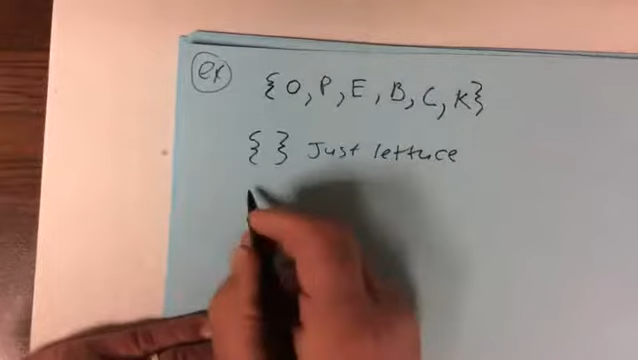 ex {O, P, E, B, C, K}
{ } Just lettuce